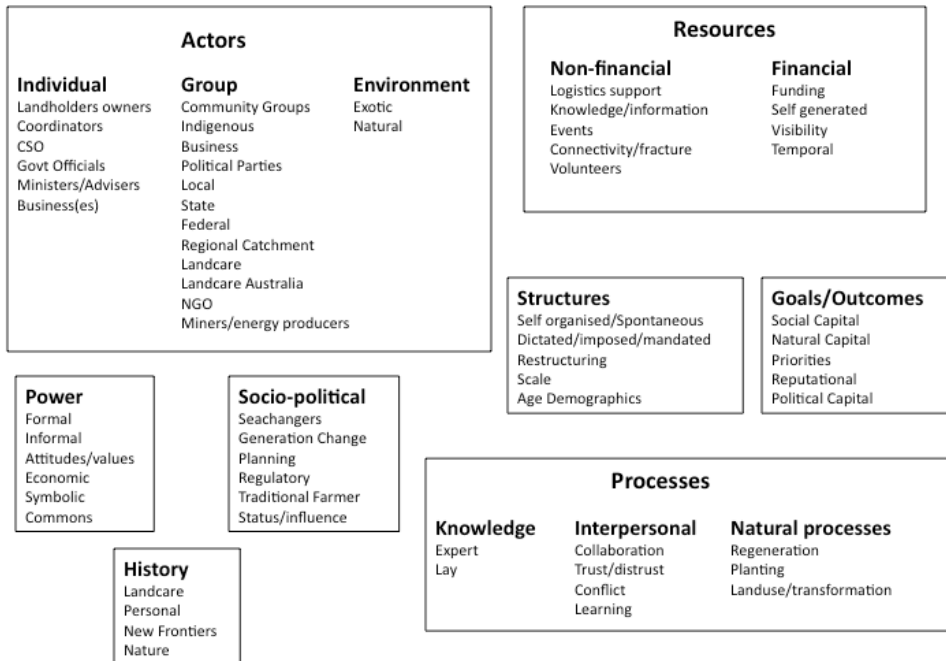 Actors
Individual
Landholders owners
Coordinators
CSO
Govt Officials
Ministers/Advisers
Business(es)
Group
Community Groups
Indigenous
Business
Political Parties
Local
State
Federal
Regional Catchment
Landcare
Landcare Australia
NGO
Miners/energy producers
Environment
Exotic
Natural
Resources
Non-financial
Logistics support
Knowledge/information
Events
Connectivity/fracture
Volunteers
Financial
Funding
Self generated
Visibility
Temporal
Structures
Self organised/Spontaneous
Dictated/imposed/mandated
Restructuring
Scale
Age Demographics
Goals/Outcomes
Social Capital
Natural Capital
Priorities
Reputational
Political Capital
Power
Formal
Informal
Attitudes/values
Economic
Symbolic
Commons
Socio-political
Seachangers
Generation Change
Planning
Regulatory
Traditional Farmer
Status/influence
Processes
Knowledge
Expert
Lay
Interpersonal
Collaboration
Trust/distrust
Conflict
Learning
Natural processes
Regeneration
Planting
Landuse/transformation
History
Landcare
Personal
New Frontiers
Nature